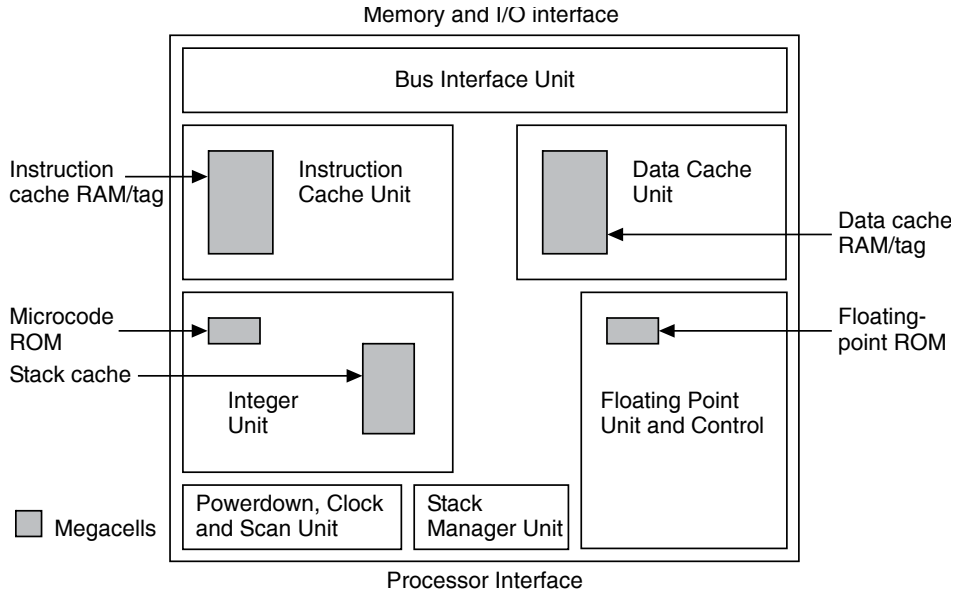 Memory and I/O interface
Bus Interface Unit
Instruction
cache RAM/tag
Instruction
Cache Unit
Data Cache
Unit
Data cache
RAM/tag
Microcode
ROM
Stack cache
Integer
Unit
Floating Point
Unit and Control
Floating-
point ROM
Powerdown, Clock
and Scan Unit
Stack
Manager Unit
Megacells
Processor Interface